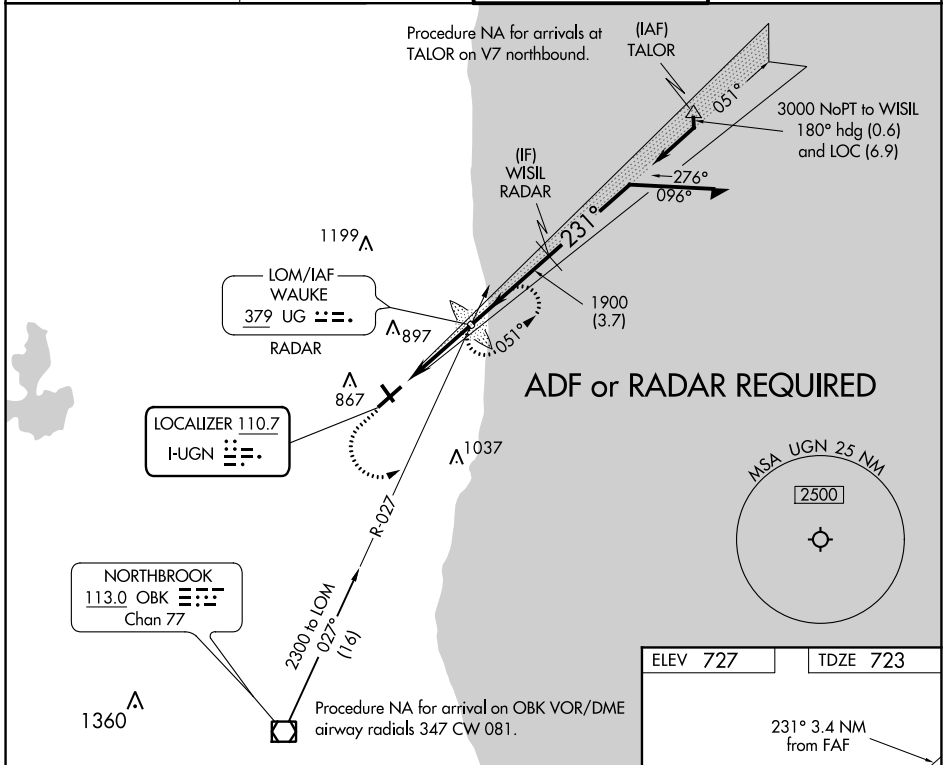 Procedure NA for arrivals at
TALOR on V7 northbound.
(IAF)
TALOR
051°
3000 NoPT to WISIL
180° hdg (0.6)
and LOC (6.9)
(IF)
WISIL
RADAR
276°
096°
231°
1199
LOM/IAF
WAUKE
379 UG
RADAR
897
051°
1900
(3.7)
867
ADF or RADAR REQUIRED
LOCALIZER 110.7
I-UGN
1037
MSA UGN 25 NM
2500
R-027
NORTHBROOK
113.0 OBK
Chan 77
2300 to LOM
027°
(16)
1360
Procedure NA for arrival on OBK VOR/DME
airway radials 347 CW 081.
ELEV 727
TDZE 723
231° 3.4 NM
from FAF